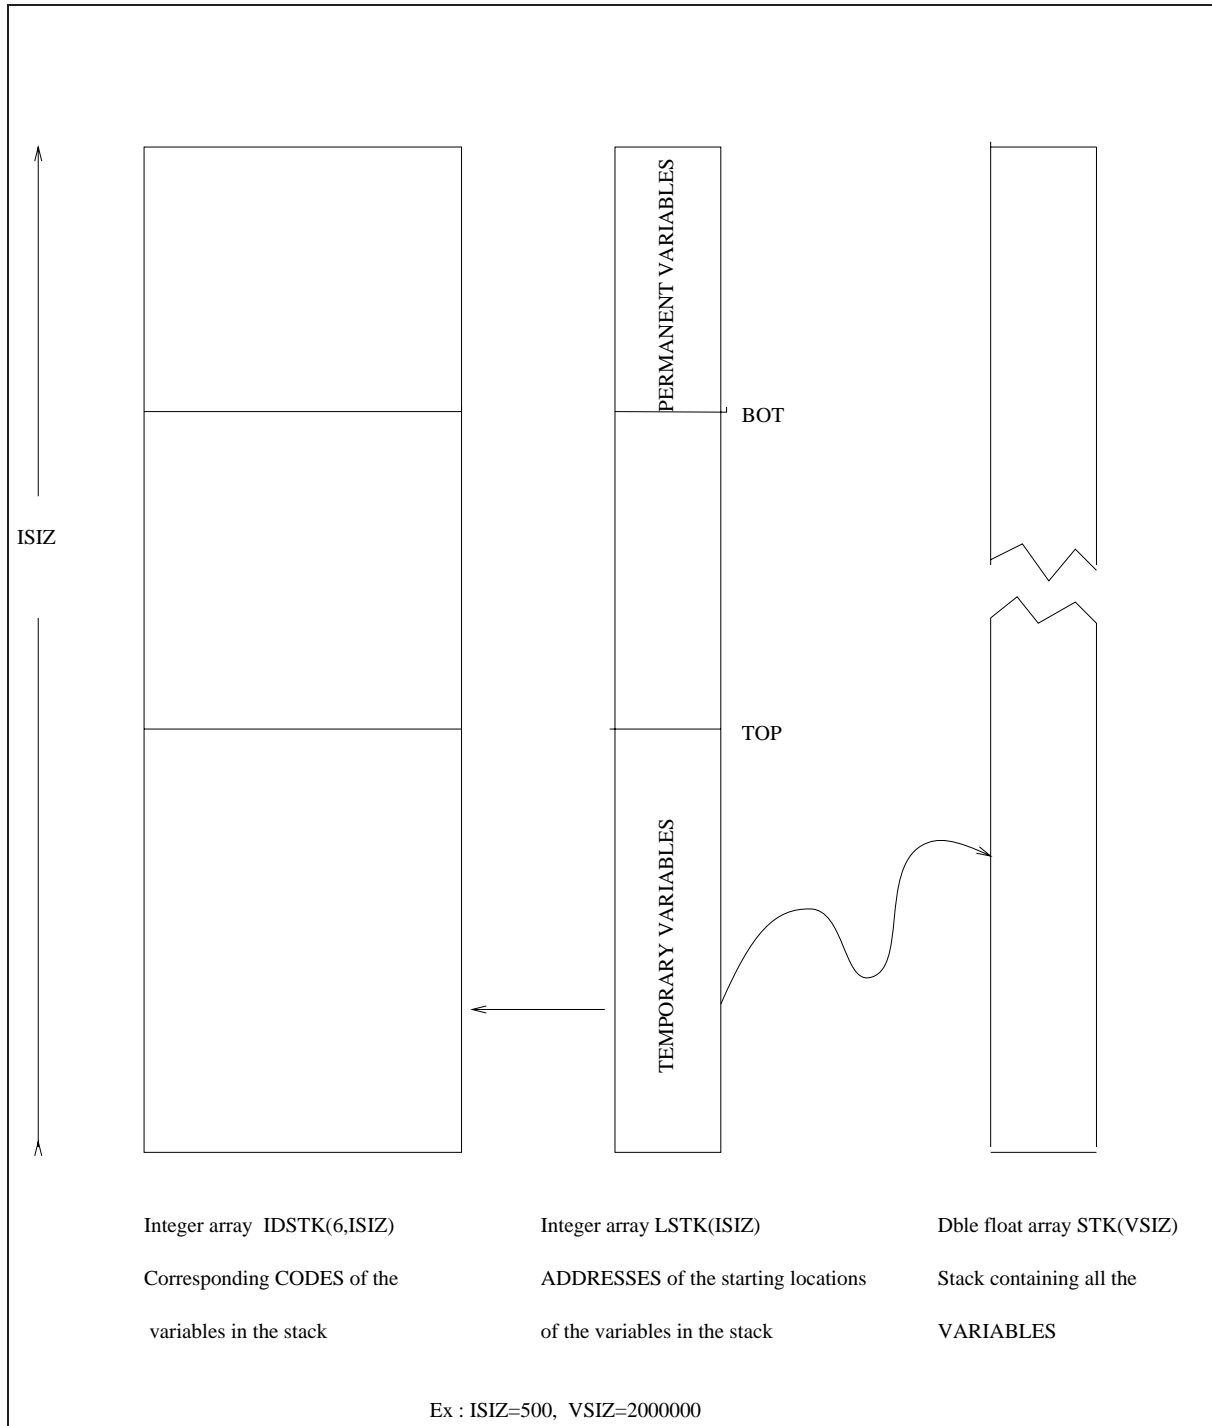 PERMANENT VARIABLES
BOT
ISIZ
TOP
TEMPORARY VARIABLES
Integer array IDSTK(6,ISIZ)
Corresponding CODES of the
variables in the stack
Integer array LSTK(ISIZ)
ADDRESSES of the starting locations
of the variables in the stack
Dble float array STK(VSIZ)
Stack containing all the
VARIABLES
Ex : ISIZ=500, VSIZ=2000000